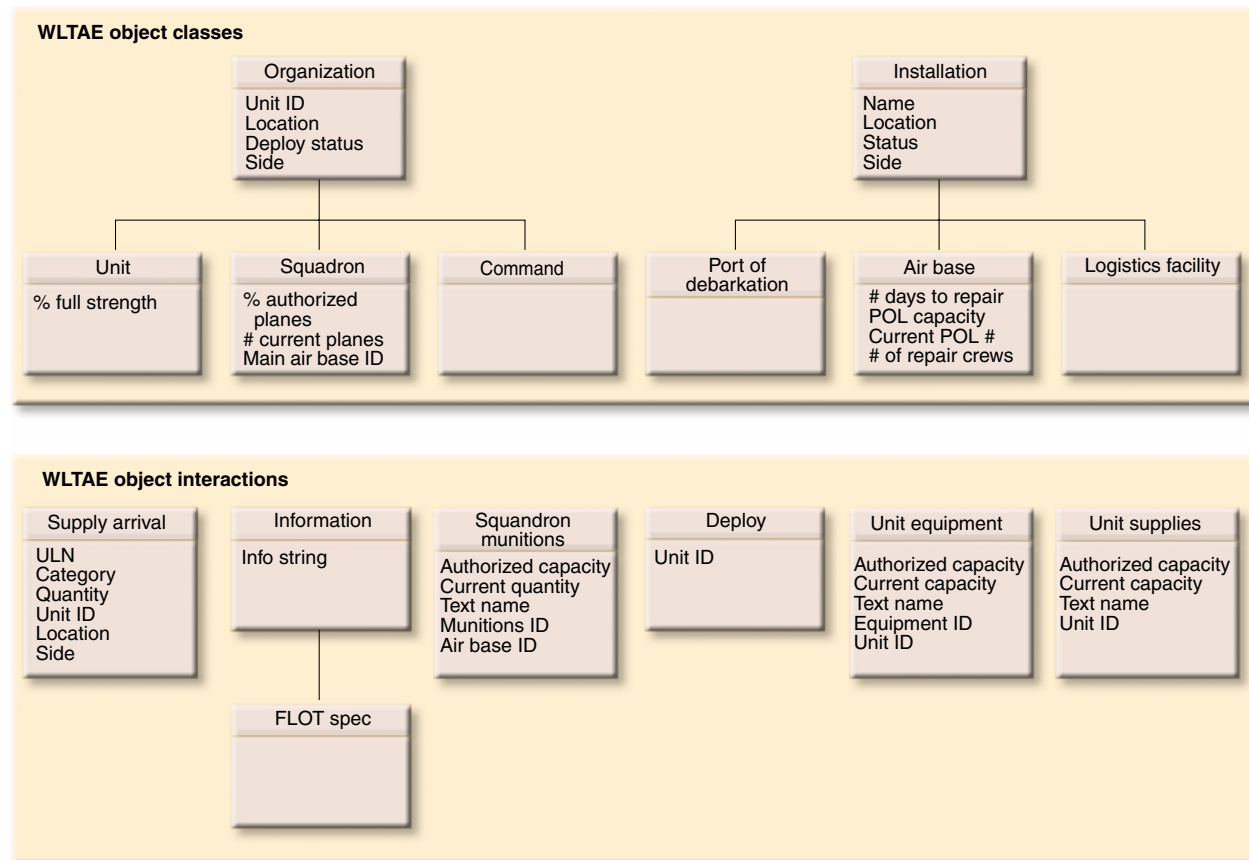 WLTAE object classes
Organization
Unit ID
Location
Deploy status
Side
Installation
Name
Location
Status
Side
Unit
% full strength
Squadron
% authorized
planes
# current planes
Main air base ID
Command
Port of
debarkation
Air base
# days to repair
POL capacity
Current POL #
# of repair crews
Logistics facility
WLTAE object interactions
Supply arrival
ULN
Category
Quantity
Unit ID
Location
Side
Information
Info string
Squandron
munitions
Authorized capacity
Current quantity
Text name
Munitions ID
Air base ID
Deploy
Unit ID
Unit equipment
Authorized capacity
Current capacity
Text name
Equipment ID
Unit ID
Unit supplies
Authorized capacity
Current capacity
Text name
Unit ID
FLOT spec